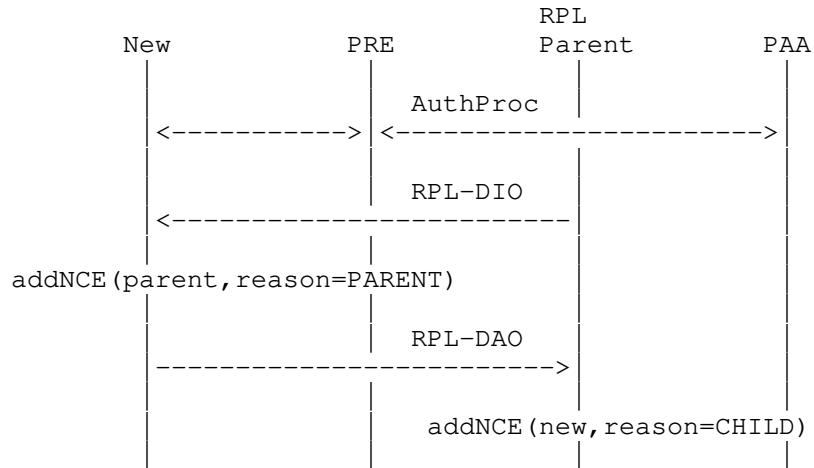 RPL
New PRE Parent PAA
AuthProc
<-----------> <----------------------->
RPL-DIO
<-------------------------
addNCE(parent,reason=PARENT)
RPL-DAO
------------------------->
addNCE(new,reason=CHILD)